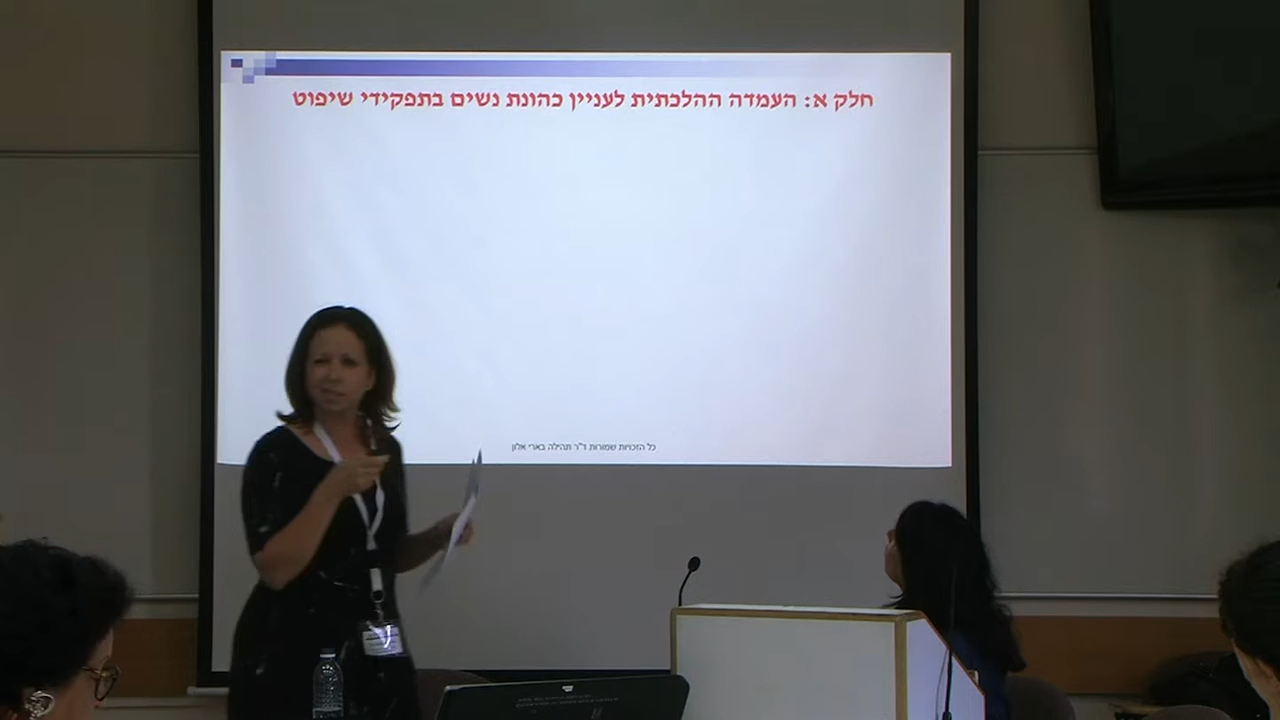 חלק א: העמדה ההלכתית לעניין כהונת נשים בתפקידי שיפוט
כל הזכויות שמורות ד"ר תהילה בארי אלון